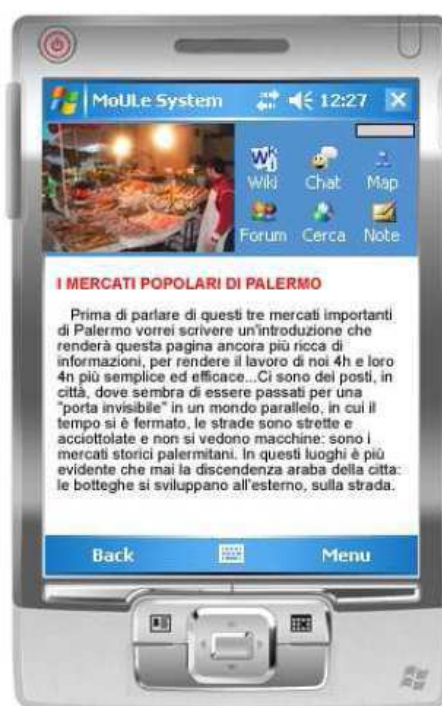 MoULe System 12:27
Wiki Chat Map
Forum Cerca Note
I MERCATI POPOLARI DI PALERMO
Prima di parlare di questi tre mercati importanti
di Palermo vorrei scrivere un'introduzione che
renderà questa pagina ancora più ricca di
informazioni, per rendere il lavoro di noi 4h e loro
4n più semplice ed efficace...Ci sono dei posti, in
città, dove sembra di essere passati per una
"porta invisibile" in un mondo parallelo, in cui il
tempo si è fermato, le strade sono strette e
acciottolate e non si vedono macchine: sono i
mercati storici palermitani. In questi luoghi è più
evidente che mai la discendenza araba della citta:
le botteghe si sviluppano all'esterno, sulla strada.
Back Menu